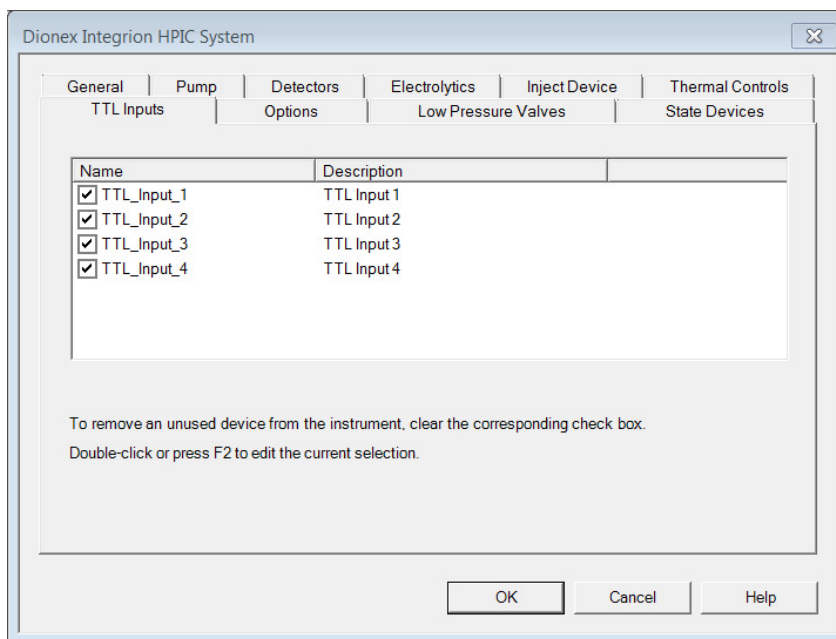 Dionex Integrion HPIC System
General Pump Detectors Electrolytics Inject Device Thermal Controls
TTL Inputs Options Low Pressure Valves State Devices
Name Description
TTL_Input_1 TTL Input 1
TTL_Input_2 TTL Input 2
TTL_Input_3 TTL Input 3
TTL_Input_4 TTL Input 4
To remove an unused device from the instrument, clear the corresponding check box.
Double-click or press F2 to edit the current selection.
OK Cancel Help